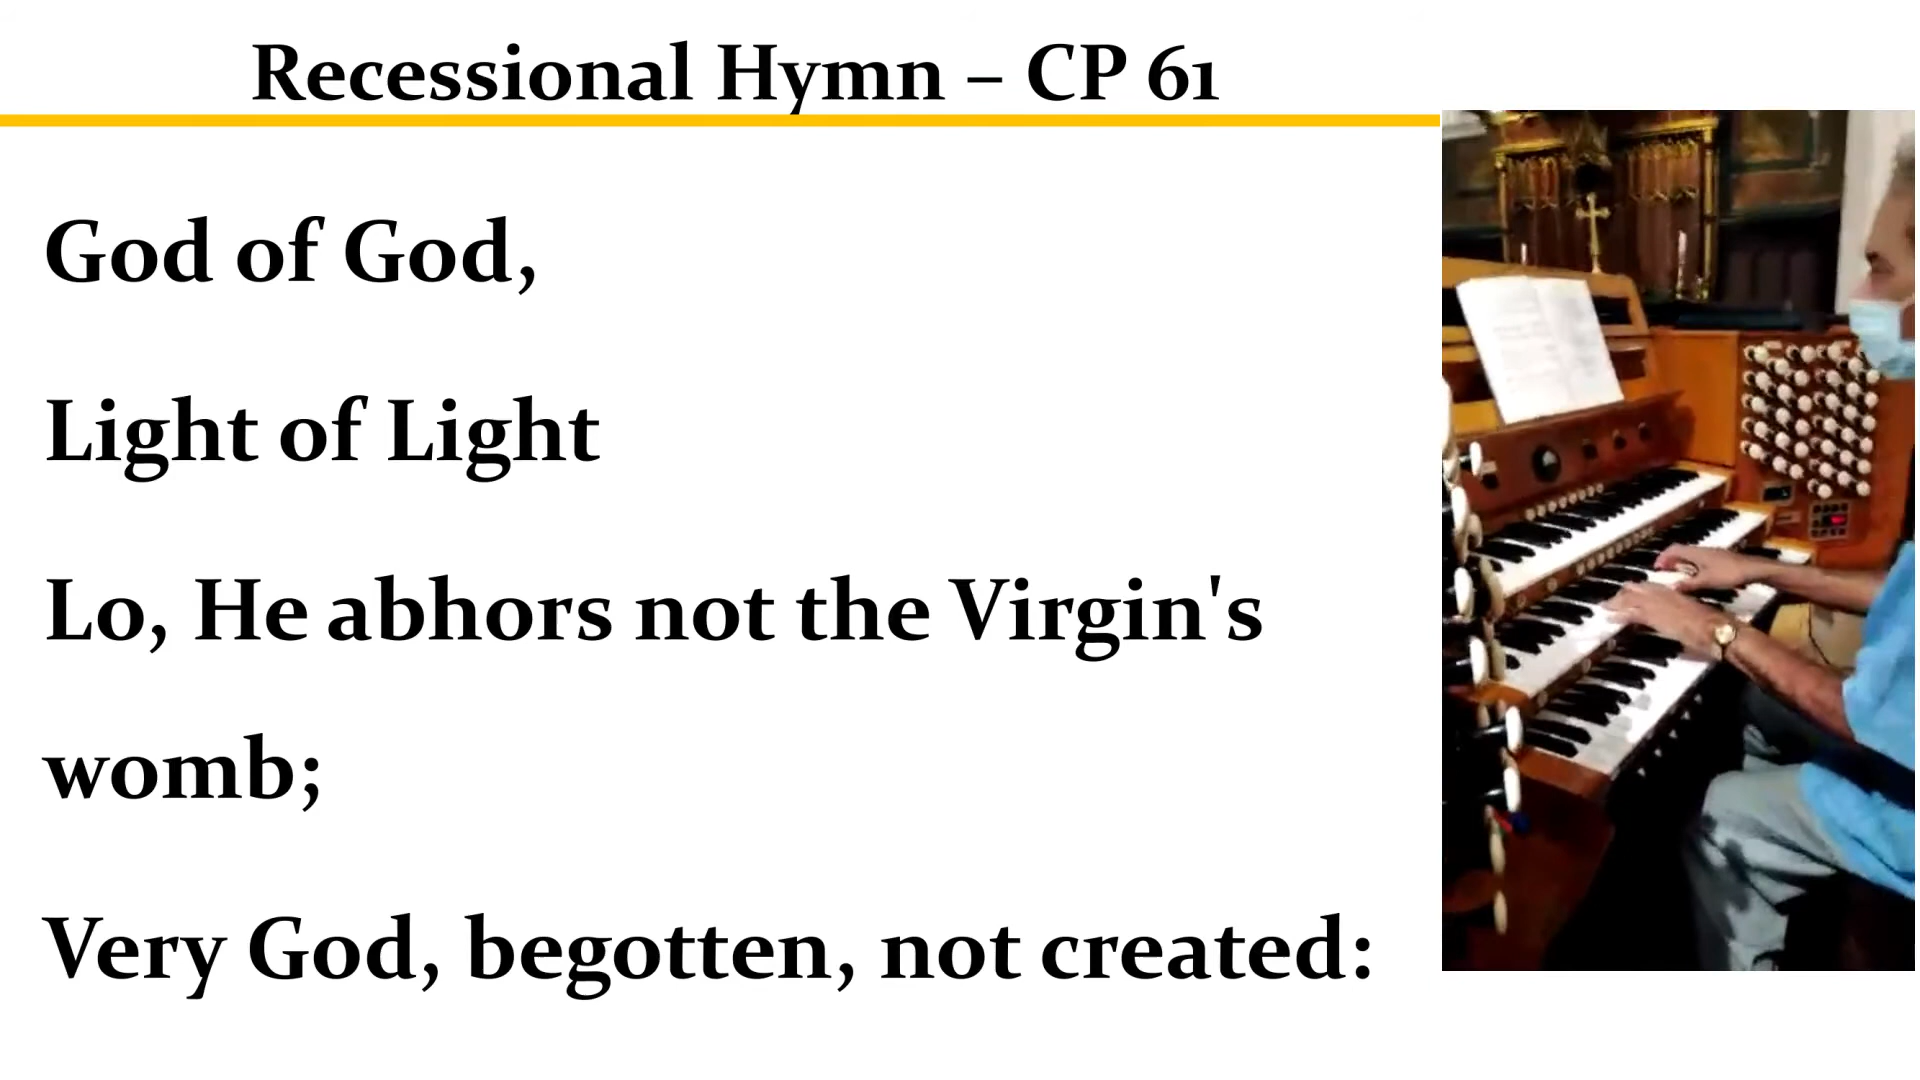 Recessional Hymn – CP 61
God of God,
Light of Light
Lo, He abhors not the Virgin's
womb;
Very God, begotten, not created: